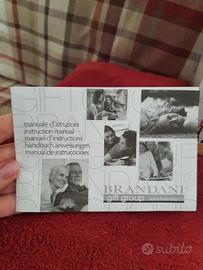 manuale d'istruzioni
instruction manual
manuel d'instructions
handbuch anweisungen
manual de instrucciones
BRANDANI
gift group
subito